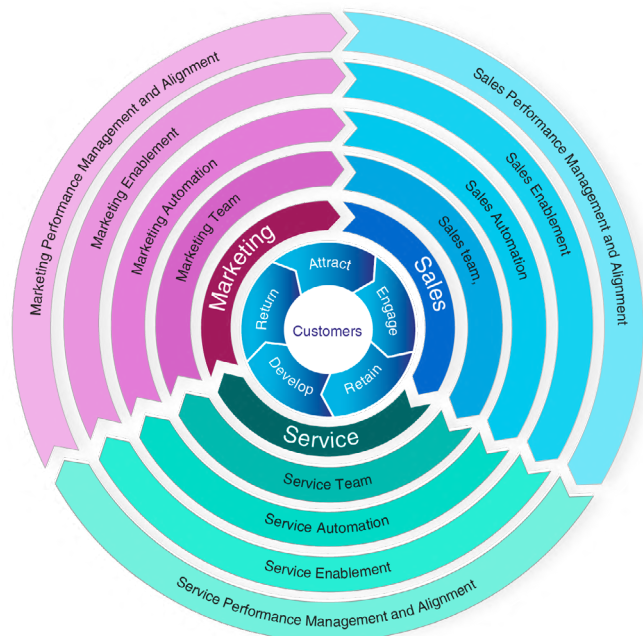 Marketing Performance Management and Alignment
Marketing Enablement
Marketing Automation
Marketing Team
Marketing
Sales Performance Management and Alignment
Sales Enablement
Sales Automation
Sales team,
Sales
Attract
Engage
Retain
Develop
Return
Customers
Service
Service Team
Service Automation
Service Enablement
Service Performance Management and Alignment